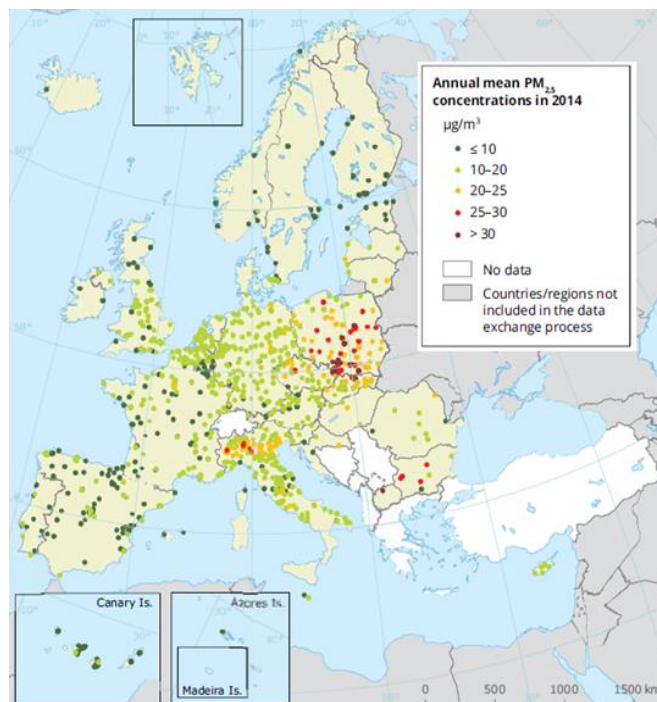 Annual mean PM2.5
concentrations in 2014
µg/m³
≤ 10
10–20
20–25
25–30
> 30
No data
Countries/regions not
included in the data
exchange process
Canary Is.
Azores Is.
Madeira Is.
0 500 1000 1500 km